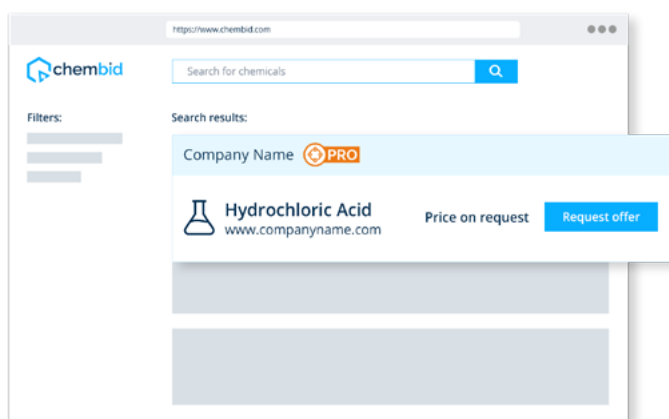 https://www.chembid.com
chembid
Search for chemicals
Filters:
Search results:
Company Name PRO
Hydrochloric Acid
www.companyname.com
Price on request
Request offer